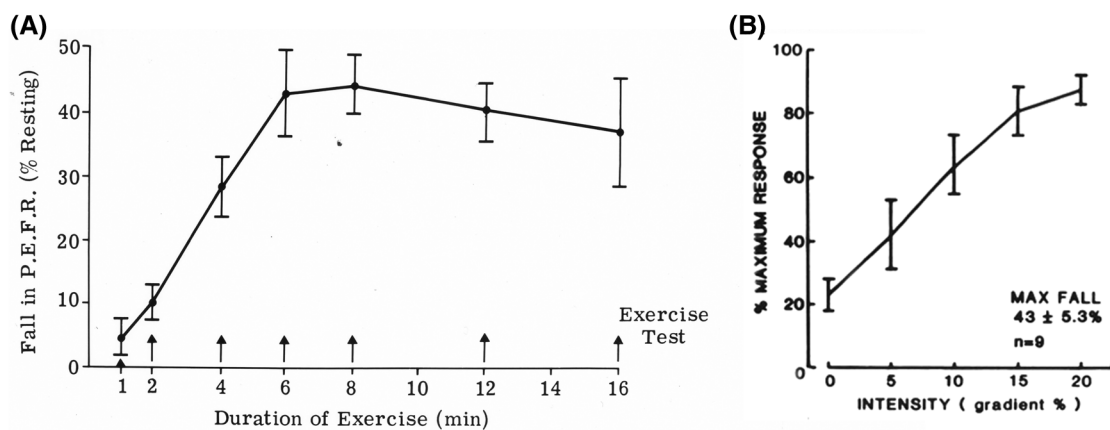 (A)
Fall in P.E.F.R. (% Resting)
50
40
30
20
10
0
Exercise
Test
1 2 4 6 8 10 12 14 16
Duration of Exercise (min)
(B)
% MAXIMUM RESPONSE
100
80
60
40
20
0
MAX FALL
43 ± 5.3%
n=9
0 5 10 15 20
INTENSITY ( gradient % )